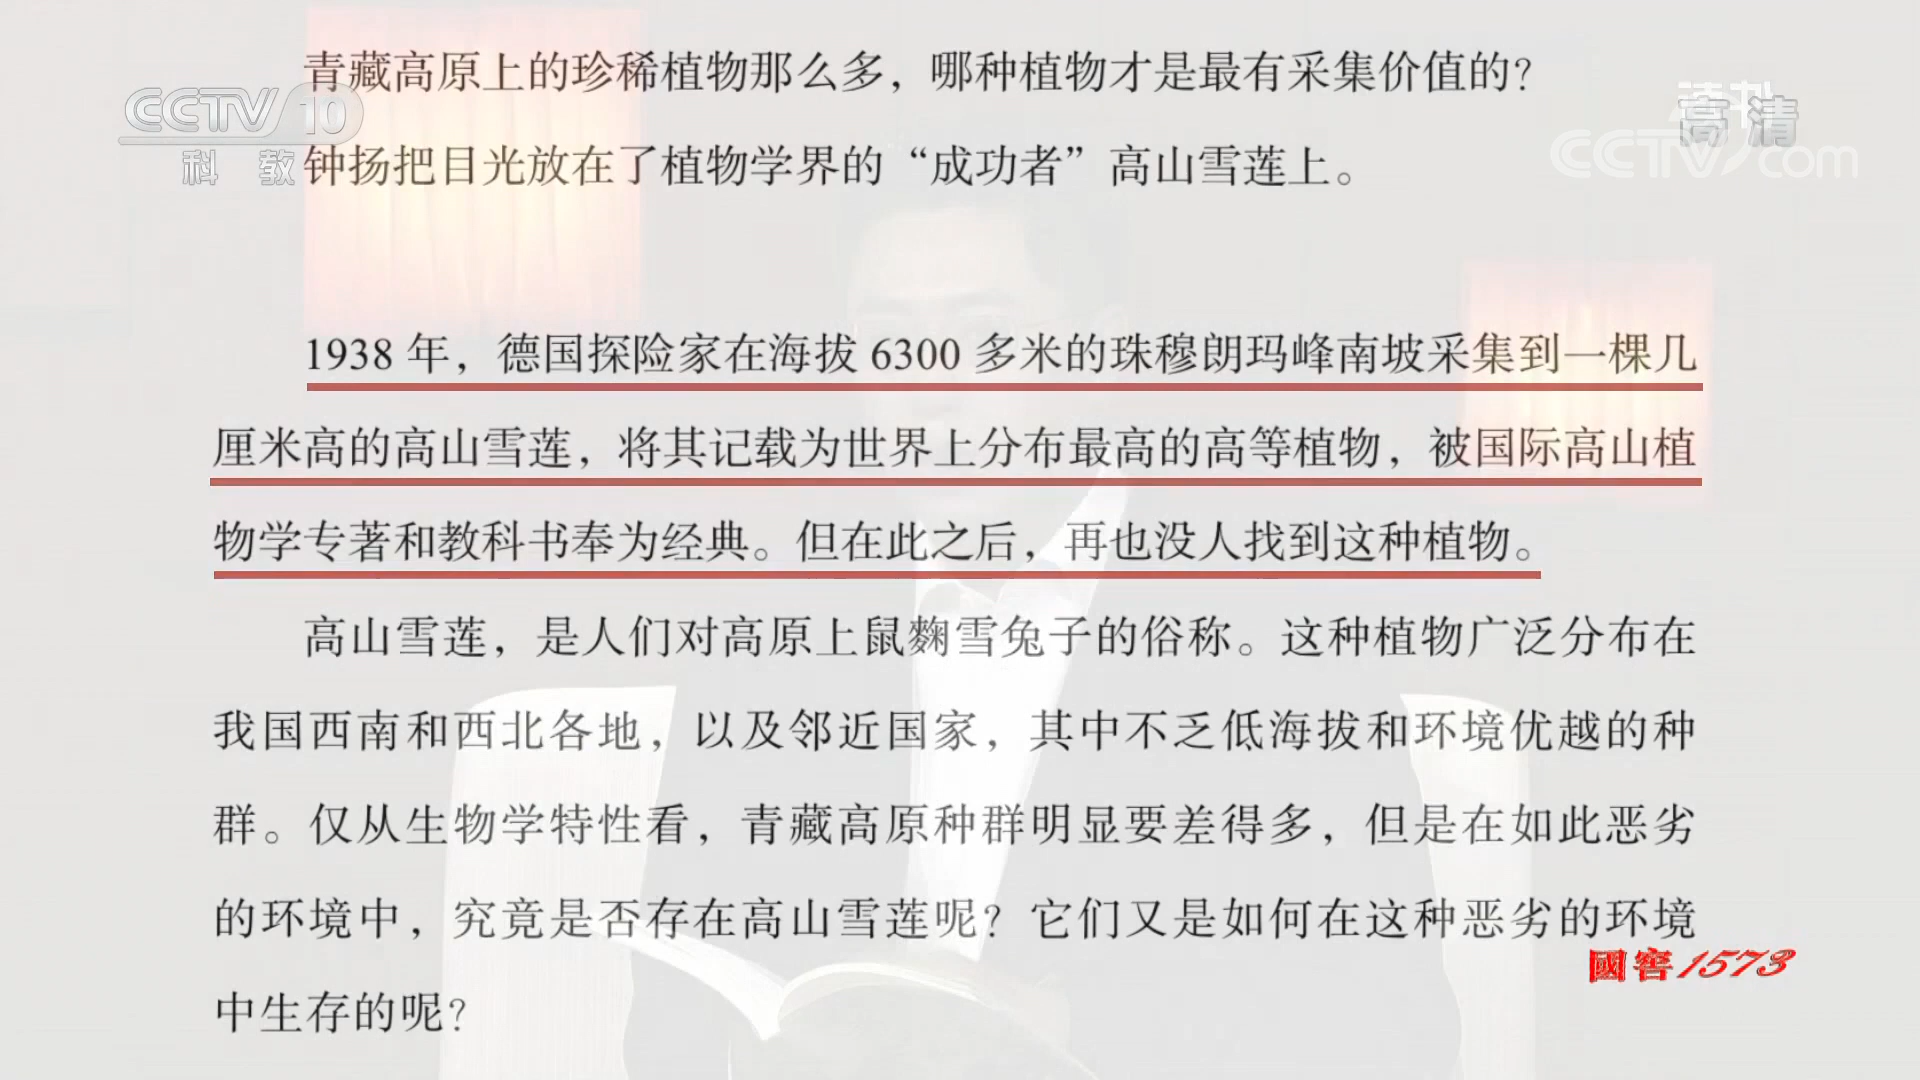 青藏高原上的珍稀植物那么多，哪种植物才是最有采集价值的？
CCTV 10
读书
高清
科 教
CCTV.com
钟扬把目光放在了植物学界的“成功者”高山雪莲上。
1938 年，德国探险家在海拔 6300 多米的珠穆朗玛峰南坡采集到一棵几
厘米高的高山雪莲，将其记载为世界上分布最高的高等植物，被国际高山植
物学专著和教科书奉为经典。但在此之后，再也没人找到这种植物。
高山雪莲，是人们对高原上鼠麴雪兔子的俗称。这种植物广泛分布在
我国西南和西北各地，以及邻近国家，其中不乏低海拔和环境优越的种
群。仅从生物学特性看，青藏高原种群明显要差得多，但是在如此恶劣
的环境中，究竟是否存在高山雪莲呢？它们又是如何在这种恶劣的环境
國窖1573
中生存的呢？